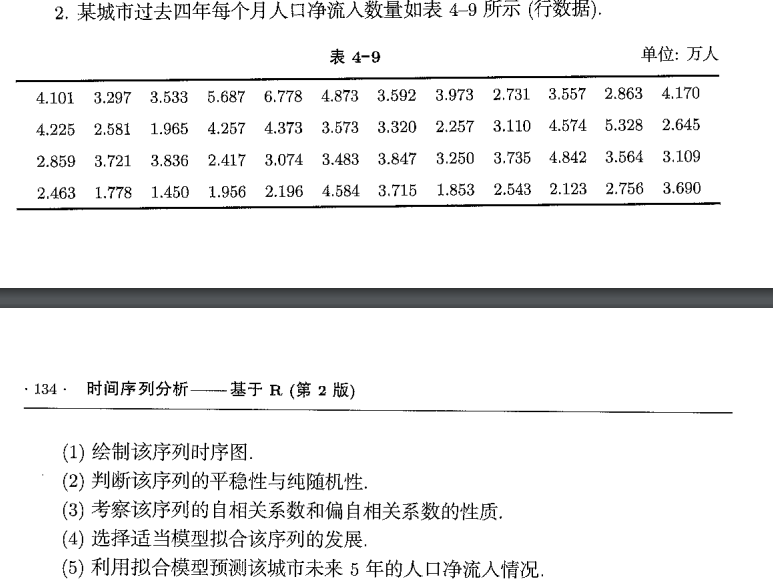 2. 某城市过去四年每个月人口净流入数量如表 4–9 所示 (行数据).
表 4–9 单位: 万人
4.101 3.297 3.533 5.687 6.778 4.873 3.592 3.973 2.731 3.557 2.863 4.170
4.225 2.581 1.965 4.257 4.373 3.573 3.320 2.257 3.110 4.574 5.328 2.645
2.859 3.721 3.836 2.417 3.074 3.483 3.847 3.250 3.735 4.842 3.564 3.109
2.463 1.778 1.450 1.956 2.196 4.584 3.715 1.853 2.543 2.123 2.756 3.690
· 134 · 时间序列分析——基于 R (第 2 版)
(1) 绘制该序列时序图.
(2) 判断该序列的平稳性与纯随机性.
(3) 考察该序列的自相关系数和偏自相关系数的性质.
(4) 选择适当模型拟合该序列的发展.
(5) 利用拟合模型预测该城市未来 5 年的人口净流入情况.